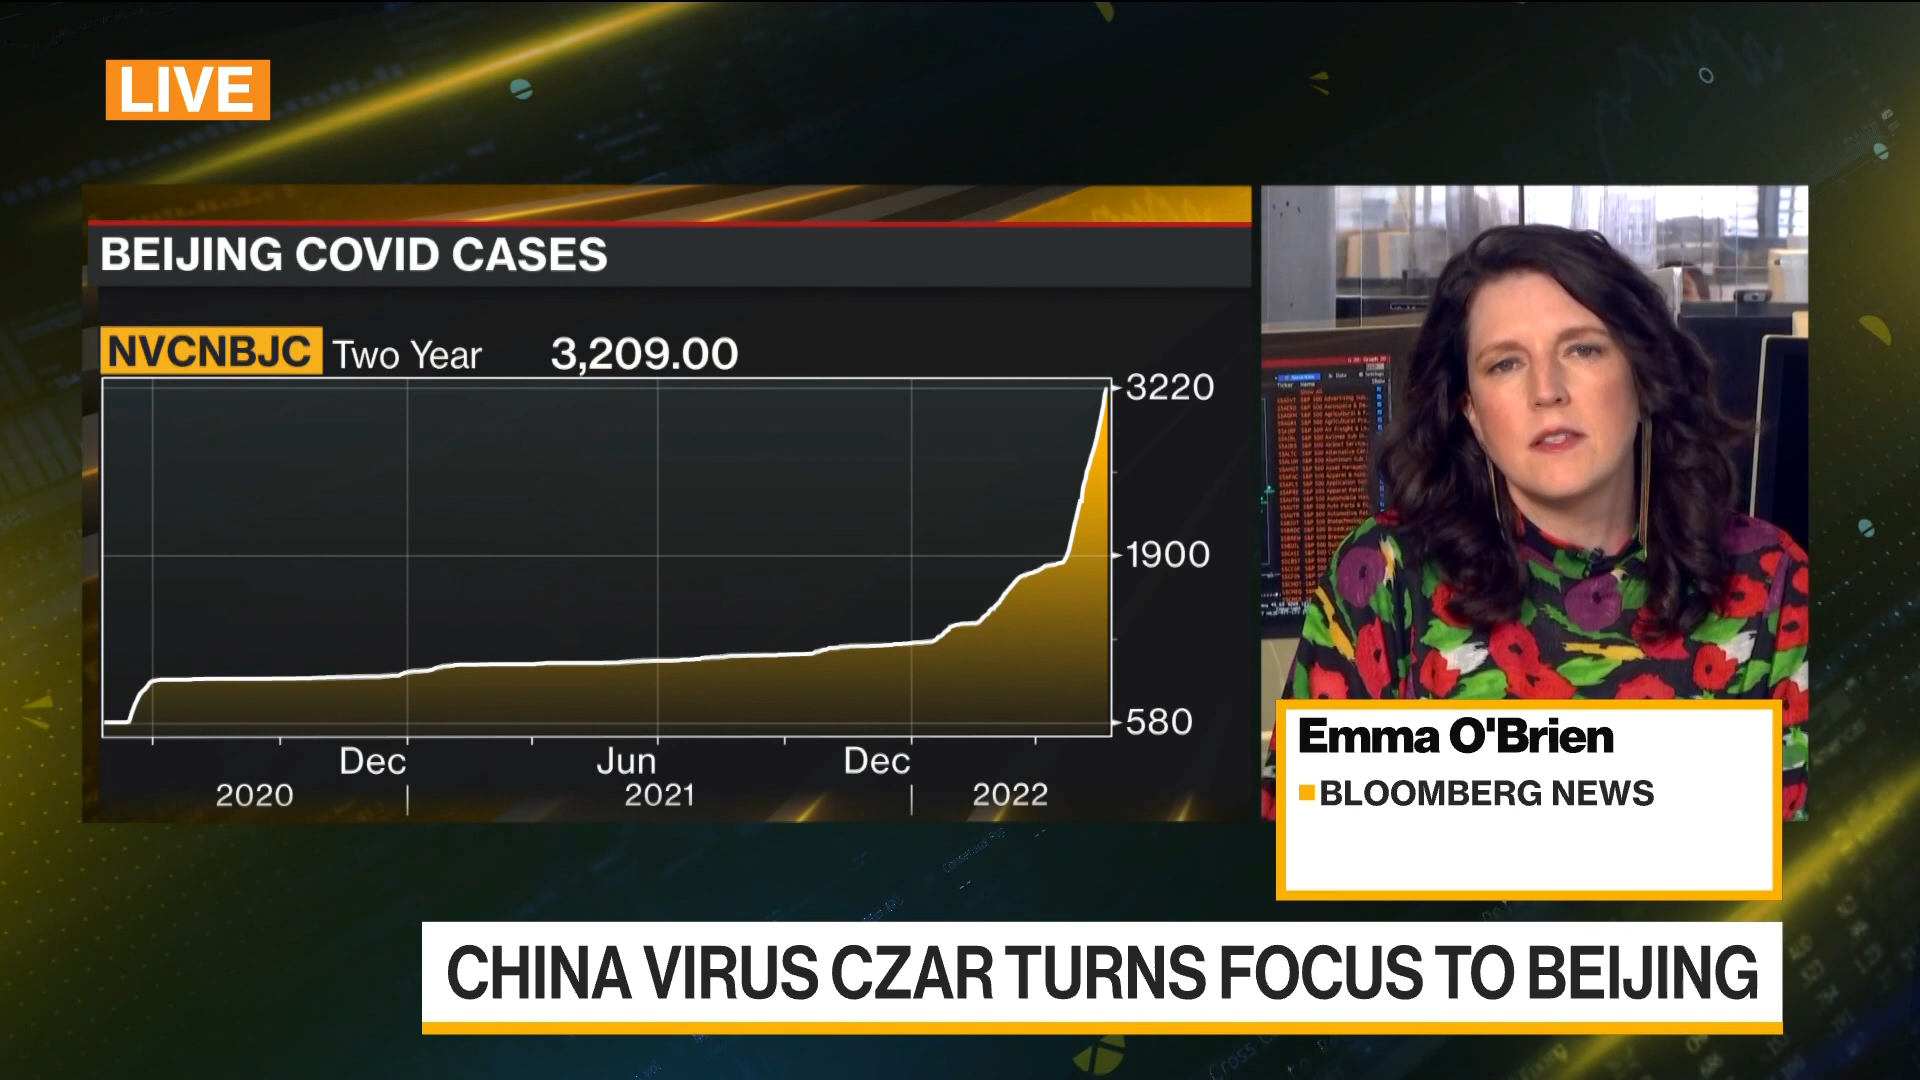 LIVE
BEIJING COVID CASES
NVCNBJC Two Year 3,209.00
3220
1900
580
Dec Jun Dec
2020 2021 2022
Emma O'Brien
BLOOMBERG NEWS
CHINA VIRUS CZAR TURNS FOCUS TO BEIJING